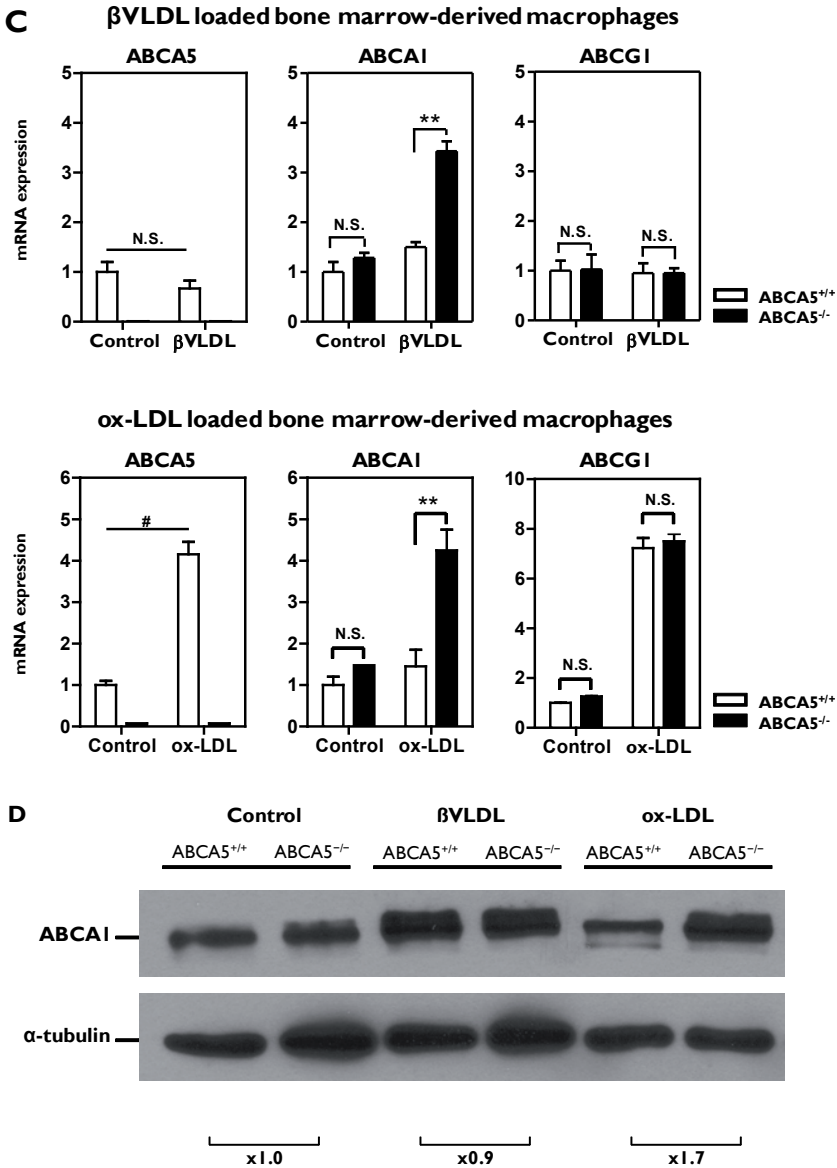 C
βVLDL loaded bone marrow-derived macrophages
ABCA5 ABCA1 ABCG1
mRNA expression
5 4 3 2 1 0
N.S.
Control βVLDL
5 4 3 2 1 0
N.S. **
Control βVLDL
5 4 3 2 1 0
N.S. N.S.
Control βVLDL
ABCA5+/+
ABCA5-/-
ox-LDL loaded bone marrow-derived macrophages
ABCA5 ABCA1 ABCG1
mRNA expression
6 5 4 3 2 1 0
#
Control ox-LDL
6 5 4 3 2 1 0
N.S. **
Control ox-LDL
10 8 6 4 2 0
N.S. N.S.
Control ox-LDL
ABCA5+/+
ABCA5-/-
D
Control ßVLDL ox-LDL
ABCA5+/+ ABCA5−/− ABCA5+/+ ABCA5−/− ABCA5+/+ ABCA5−/−
ABCA1
α-tubulin
x1.0 x0.9 x1.7